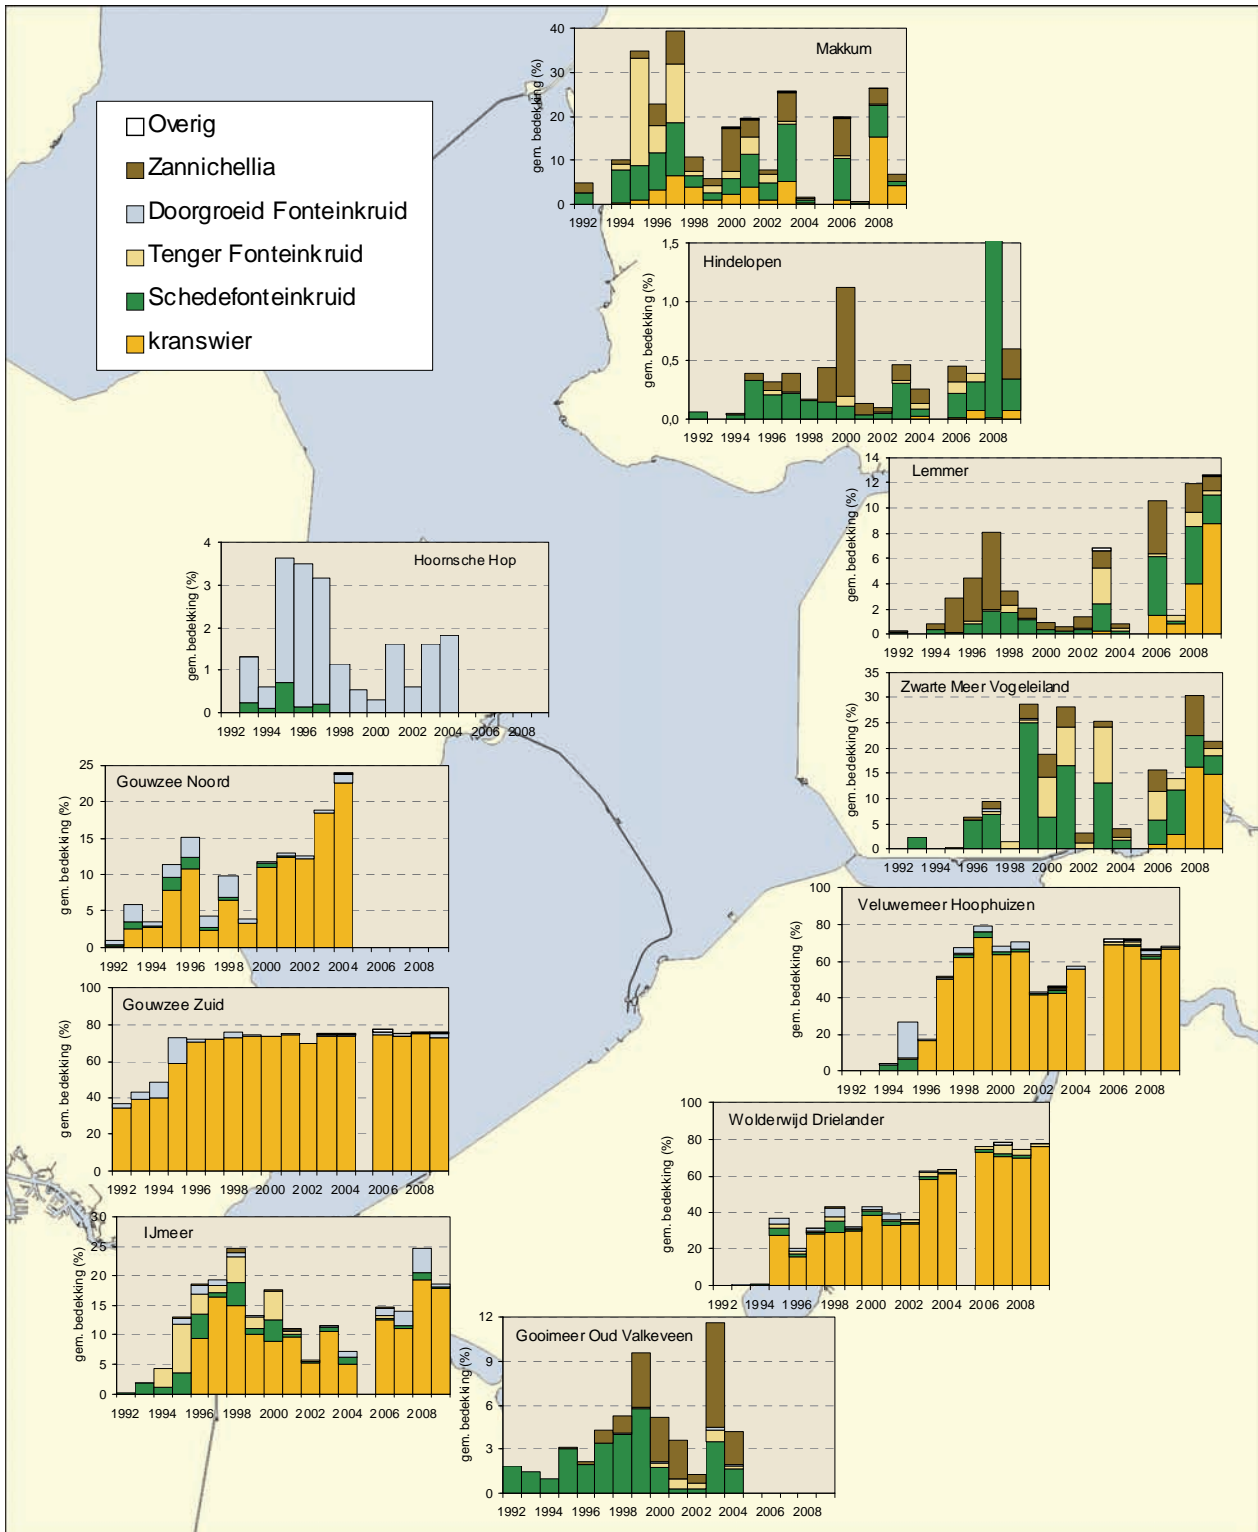 Overig
Zannichellia
Doorgroeid Fonteinkruid
Tenger Fonteinkruid
Schedefonteinkruid
kranswier
Makkum
gem. bedekking (%)
40
30
20
10
0
1992 1994 1996 1998 2000 2002 2004 2006 2008
Hindelopen
gem. bedekking (%)
1,5
1,0
0,5
0,0
1992 1994 1996 1998 2000 2002 2004 2006 2008
Lemmer
gem. bedekking (%)
14
12
10
8
6
4
2
0
1992 1994 1996 1998 2000 2002 2004 2006 2008
Hoornsche Hop
gem. bedekking (%)
4
3
2
1
0
1992 1994 1996 1998 2000 2002 2004 2006 2008
Zwarte Meer Vogeleiland
gem. bedekking (%)
35
30
25
20
15
10
5
0
1992 1994 1996 1998 2000 2002 2004 2006 2008
Gouwzee Noord
gem. bedekking (%)
25
20
15
10
5
0
1992 1994 1996 1998 2000 2002 2004 2006 2008
Veluwemeer Hoophuizen
gem. bedekking (%)
100
80
60
40
20
0
1992 1994 1996 1998 2000 2002 2004 2006 2008
Gouwzee Zuid
gem. bedekking (%)
100
80
60
40
20
0
1992 1994 1996 1998 2000 2002 2004 2006 2008
Wolderwijd Drielander
gem. bedekking (%)
100
80
60
40
20
0
1992 1994 1996 1998 2000 2002 2004 2006 2008
IJmeer
gem. bedekking (%)
30
25
20
15
10
5
0
1992 1994 1996 1998 2000 2002 2004 2006 2008
Gooimeer Oud Valkeveen
gem. bedekking (%)
12
9
6
3
0
1992 1994 1996 1998 2000 2002 2004 2006 2008